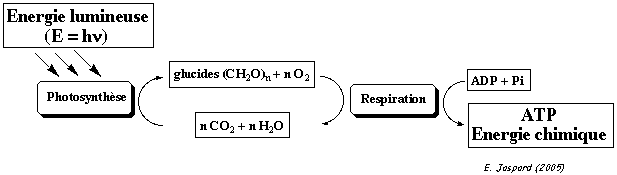 Energie lumineuse
(E = hν)
Photosynthèse
glucides (CH₂O)ₙ + n O₂
n CO₂ + n H₂O
Respiration
ADP + Pi
ATP
Energie chimique
E. Jaspard (2005)